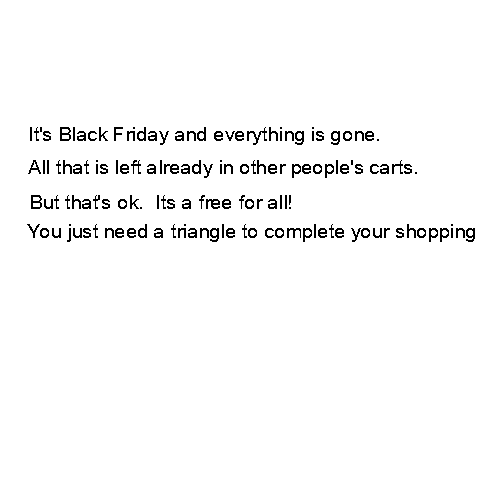 It's Black Friday and everything is gone.
All that is left already in other people's carts.
But that's ok.  Its a free for all!
You just need a triangle to complete your shopping